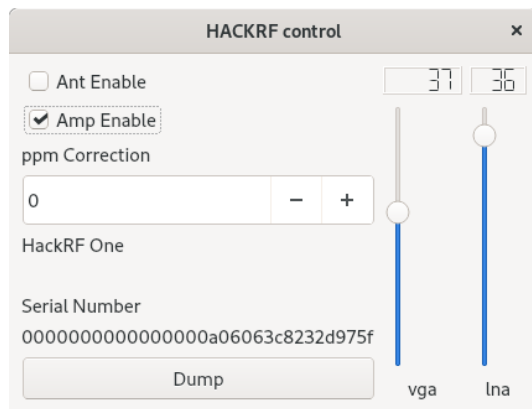 HACKRF control ×
Ant Enable
Amp Enable
ppm Correction
0 − +
HackRF One
Serial Number
0000000000000000a06063c8232d975f
Dump
37 36
vga lna